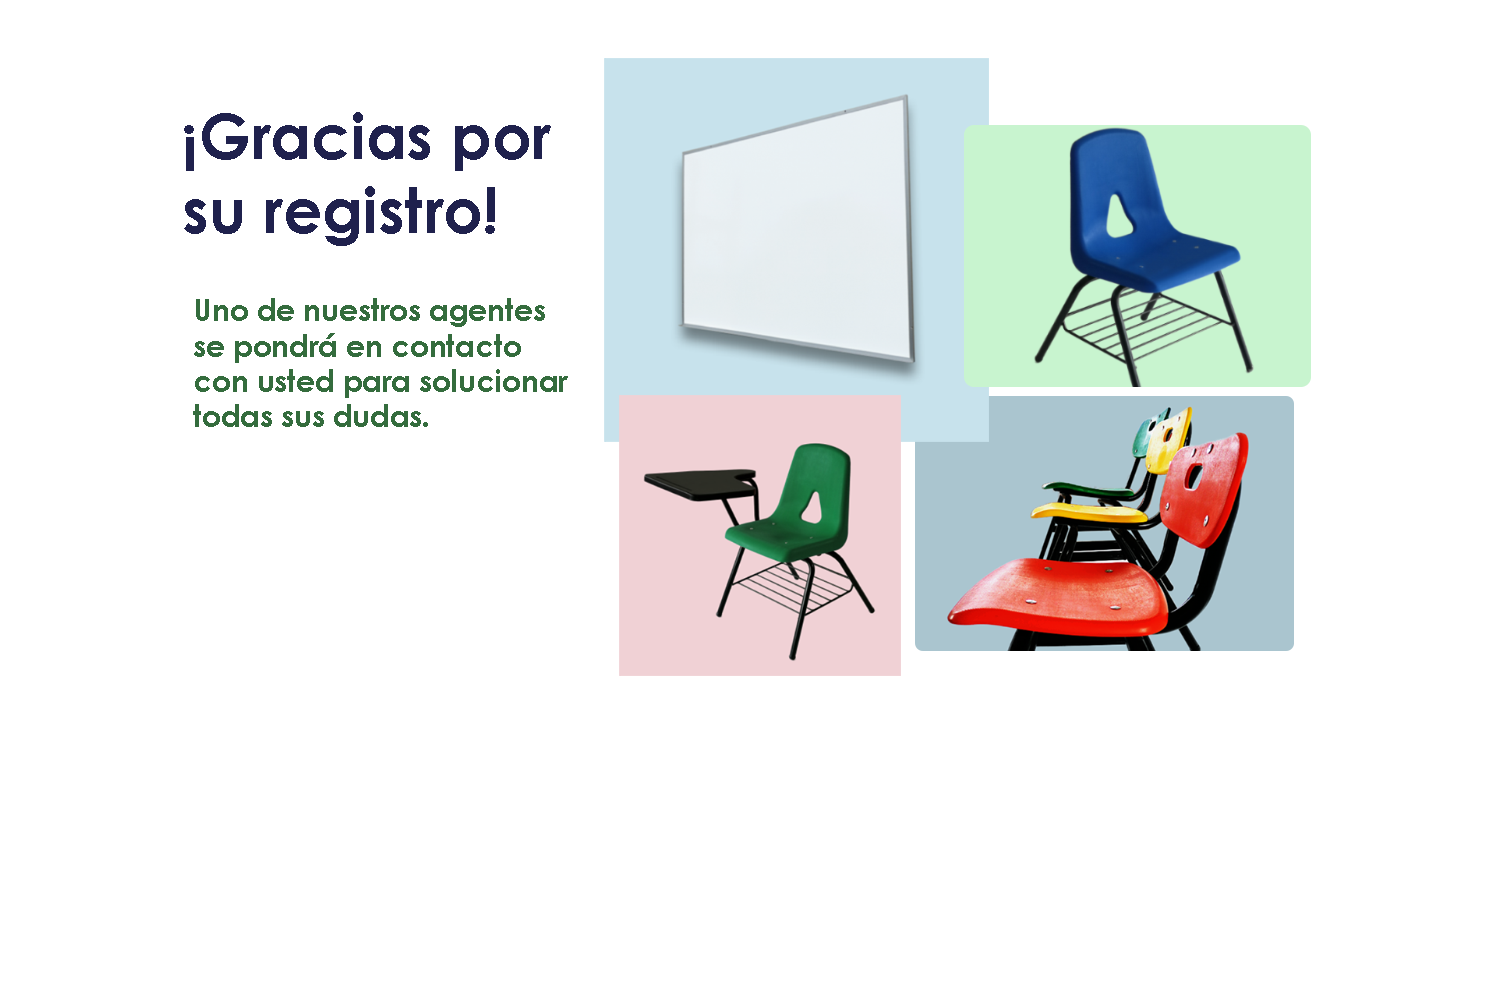 ¡Gracias por
su registro!
Uno de nuestros agentes
se pondrá en contacto
con usted para solucionar
todas sus dudas.